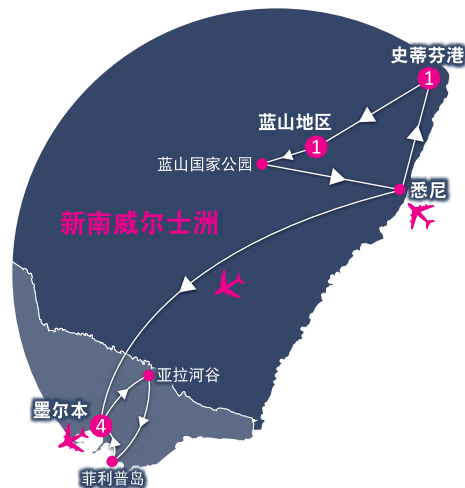 史蒂芬港
1
蓝山地区
1
蓝山国家公园
悉尼
新南威尔士洲
亚拉河谷
墨尔本
4
菲利普岛